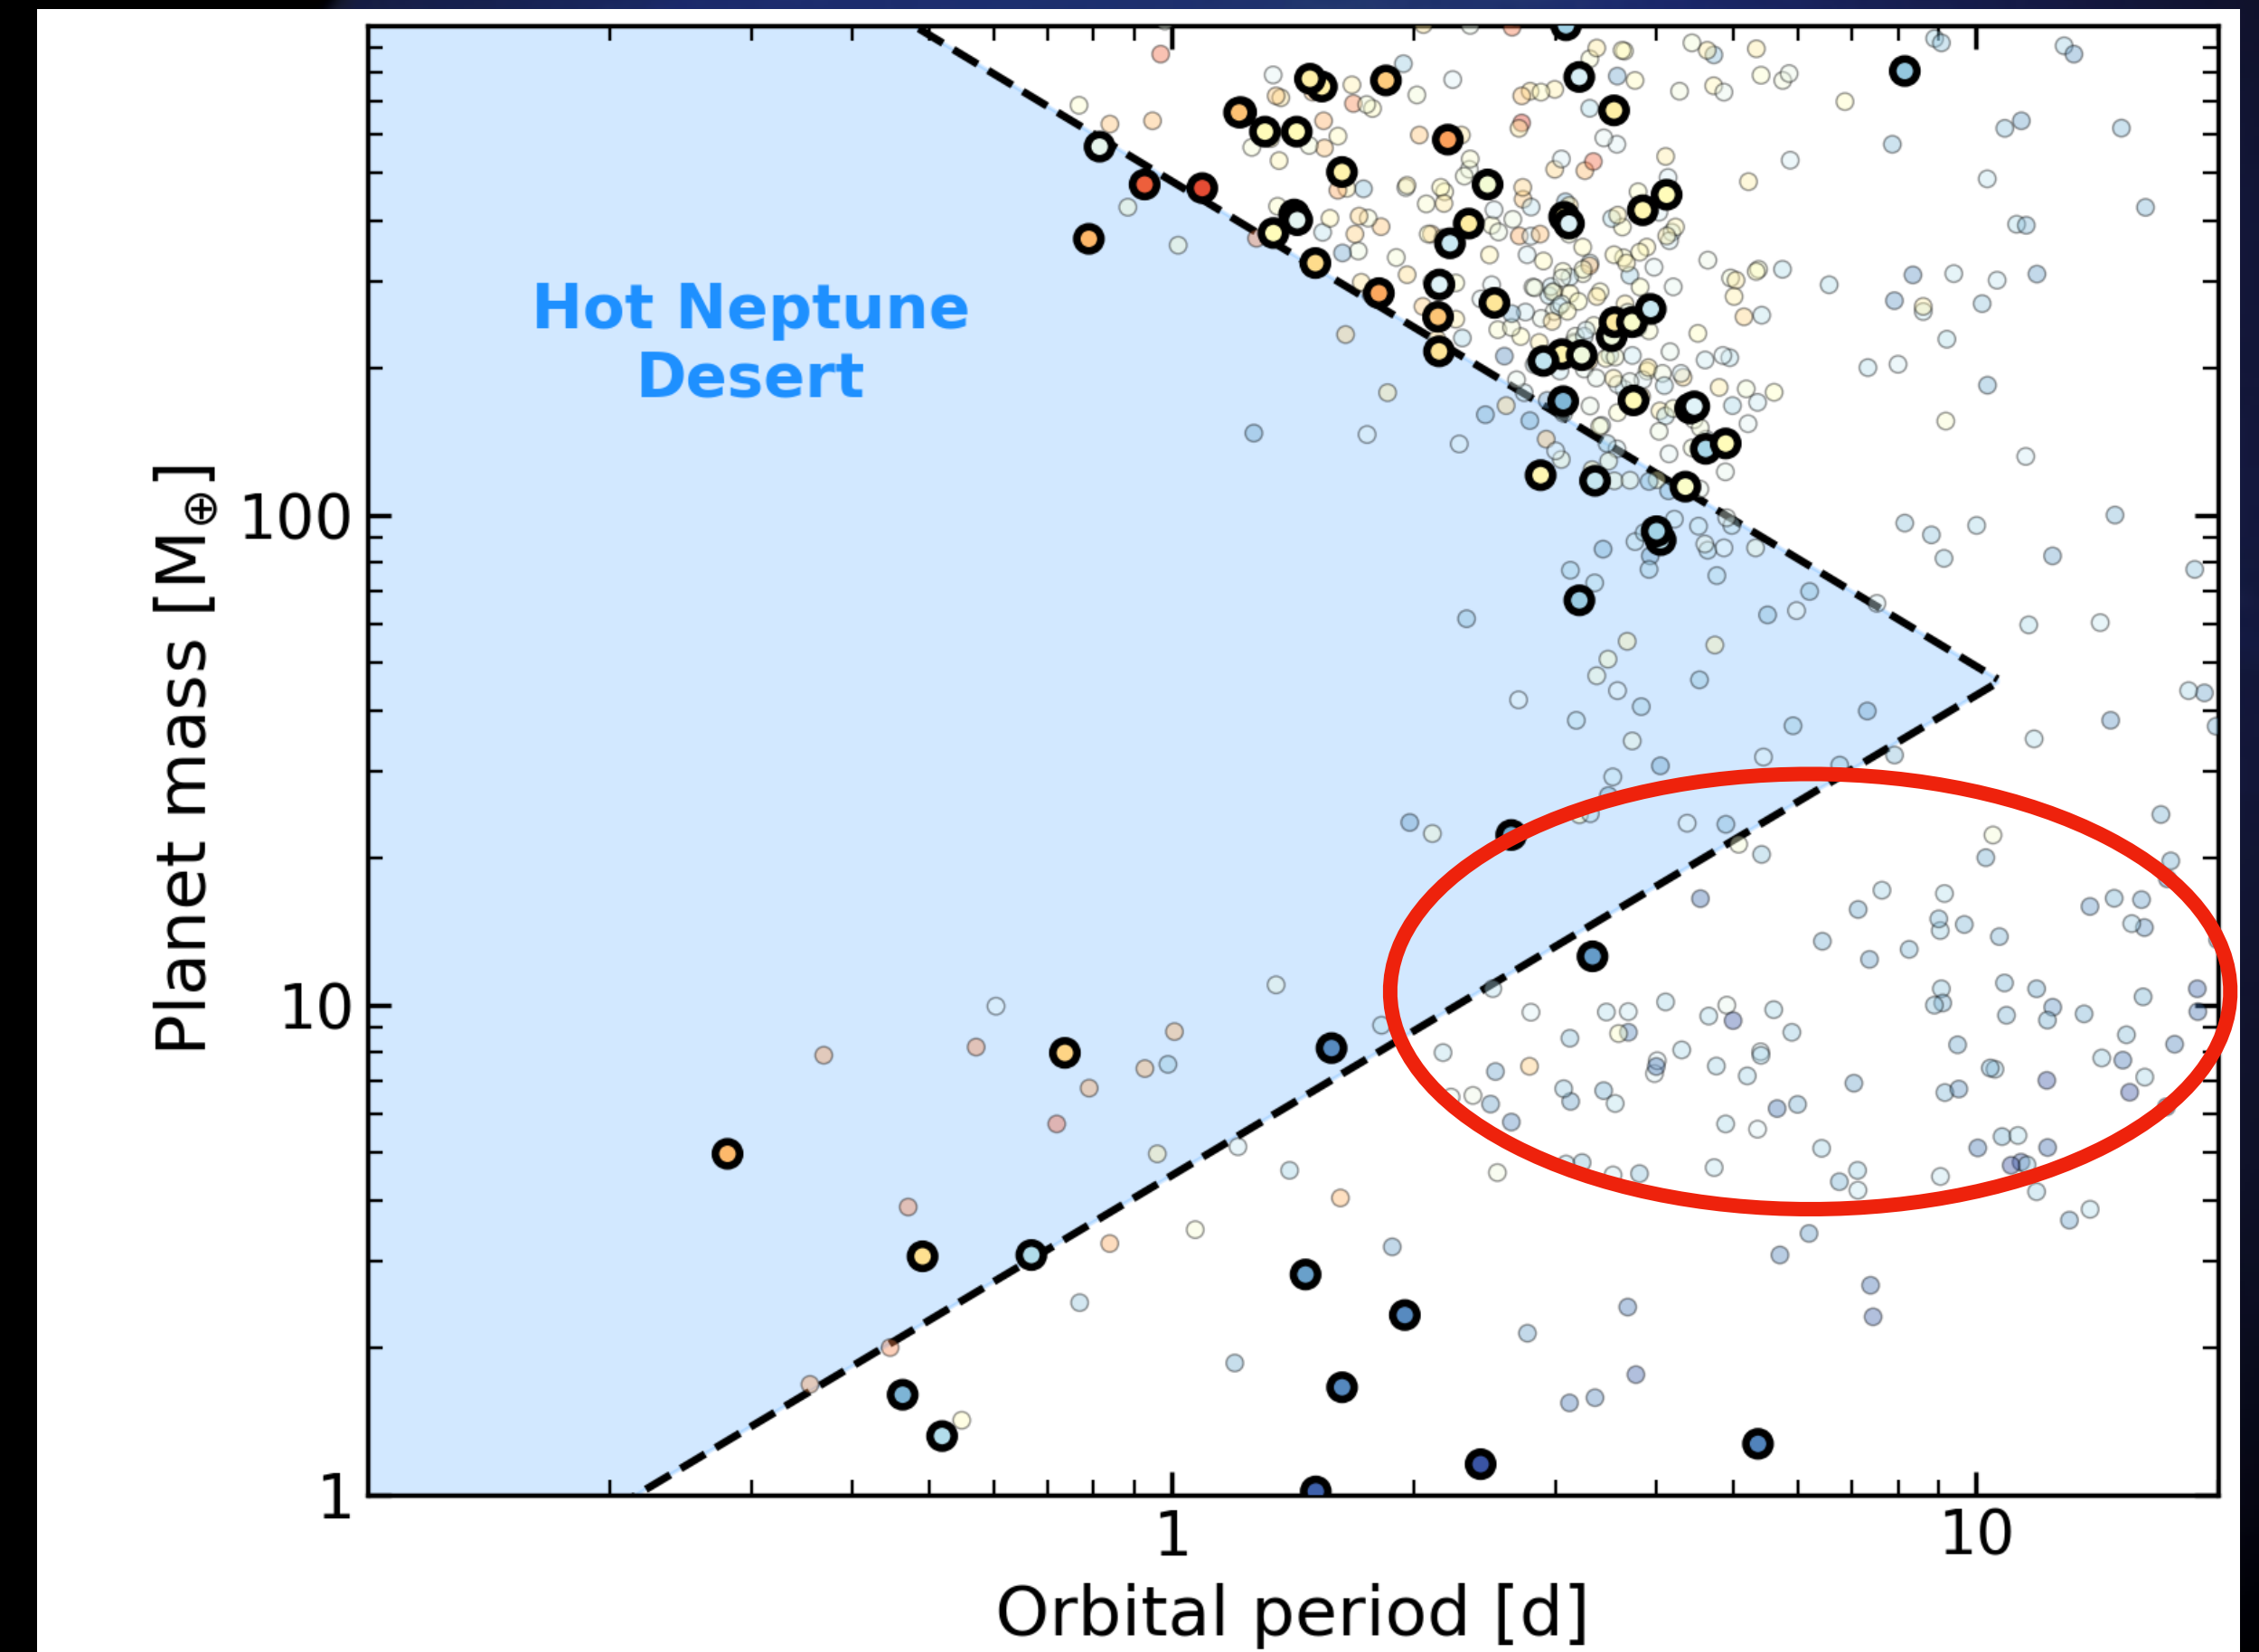 Hot Neptune
Desert
Planet mass [M⊕]
100
10
1
1
10
Orbital period [d]